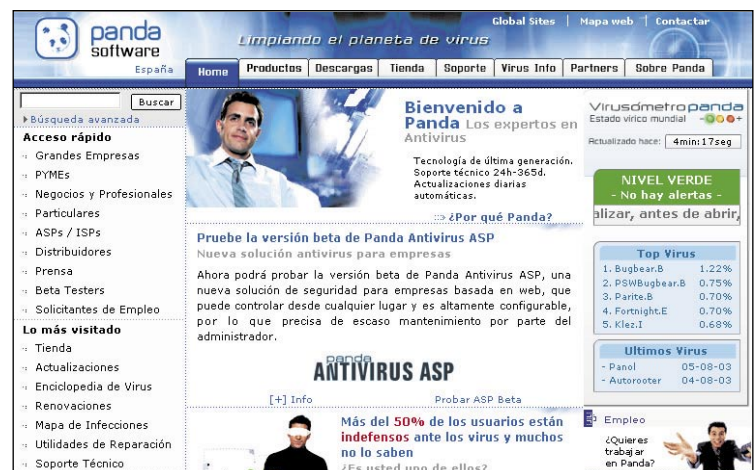 Global Sites | Mapa web | Contactar
panda
software
Limpiando el planeta de virus
España
Home
Productos
Descargas
Tienda
Soporte
Virus Info
Partners
Sobre Panda
Buscar
Búsqueda avanzada
Acceso rápido
Grandes Empresas
PYMEs
Negocios y Profesionales
Particulares
ASPs / ISPs
Distribuidores
Prensa
Beta Testers
Solicitantes de Empleo
Lo más visitado
Tienda
Actualizaciones
Enciclopedia de Virus
Renovaciones
Mapa de Infecciones
Utilidades de Reparación
Soporte Técnico
Bienvenido a
Panda Los expertos en
Antivirus
Tecnología de última generación.
Soporte técnico 24h-365d.
Actualizaciones diarias
automáticas.
¿Por qué Panda?
Pruebe la versión beta de Panda Antivirus ASP
Nueva solución antivirus para empresas
Ahora podrá probar la versión beta de Panda Antivirus ASP, una
nueva solución de seguridad para empresas basada en web, que
puede controlar desde cualquier lugar y es altamente configurable,
por lo que precisa de escaso mantenimiento por parte del
administrador.
panda
ANTIVIRUS ASP
[+] Info
Probar ASP Beta
Más del 50% de los usuarios están
indefensos ante los virus y muchos
no lo saben
¿Es usted uno de ellos?
Virusómetro panda
Estado vírico mundial - +
Actualizado hace: 4min:17seg
NIVEL VERDE
- No hay alertas -
alizar, antes de abrir,
Top Virus
1. Bugbear.B 1.22%
2. PSWBugbear.B 0.75%
3. Parite.B 0.70%
4. Fortnight.E 0.70%
5. Klez.I 0.68%
Ultimos Virus
- Panol 05-08-03
- Autorooter 04-08-03
Empleo
¿Quieres
trabajar
en Panda?